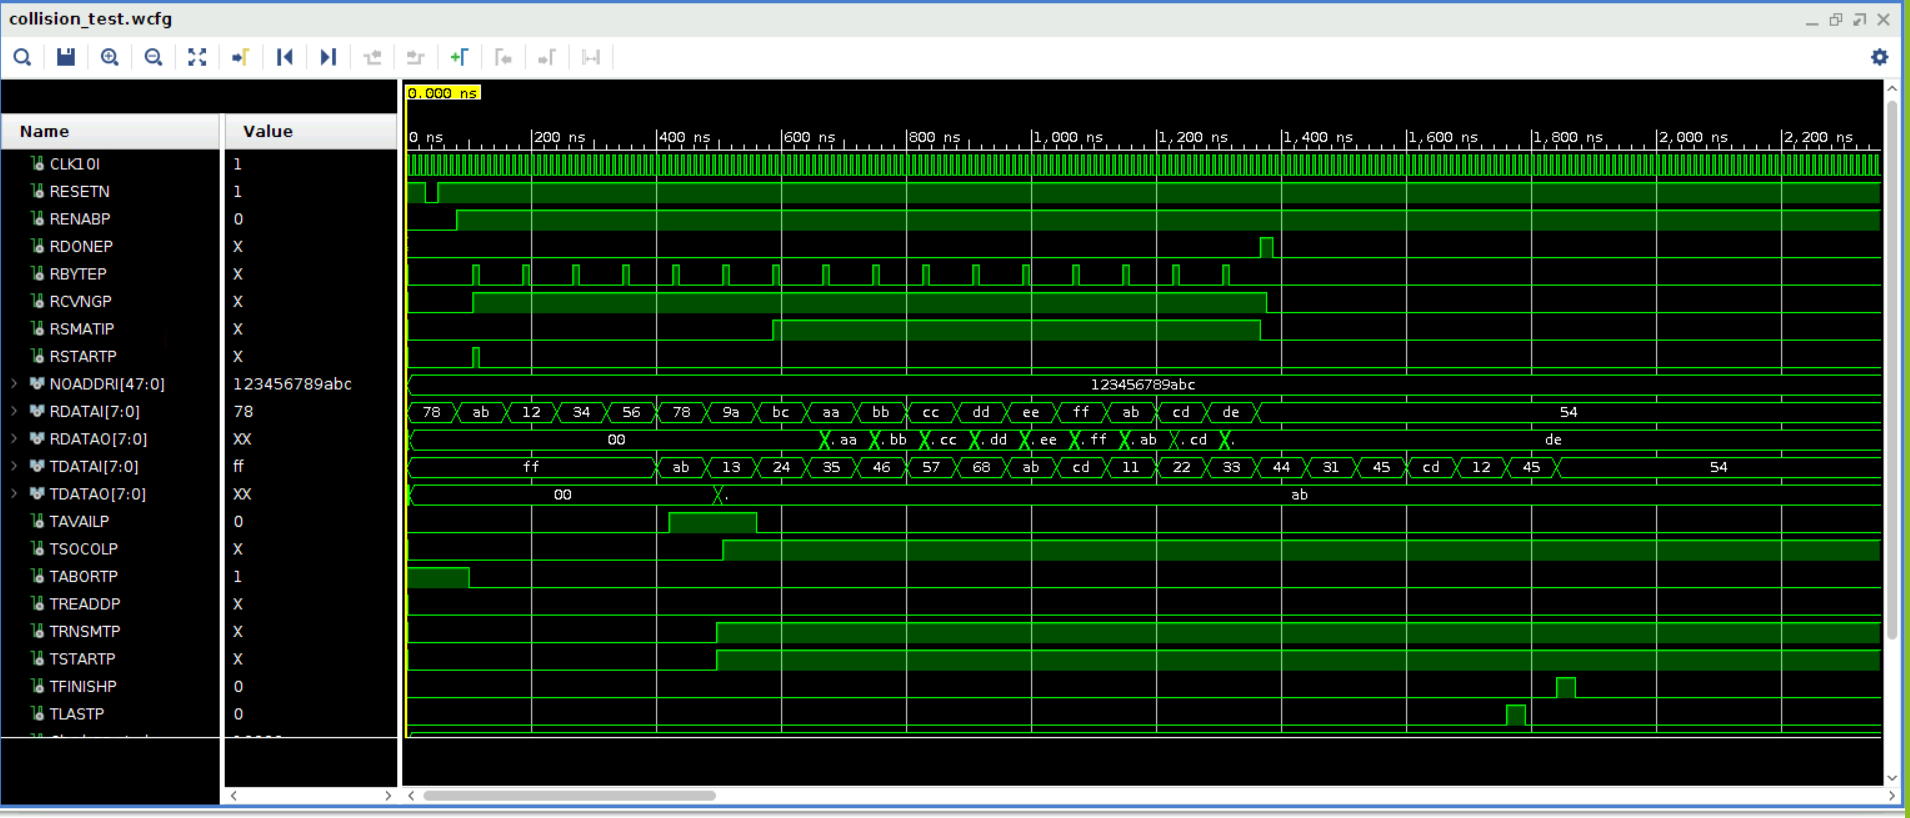 collision_test.wcfg
0.000 ns
Name Value
0 ns 200 ns 400 ns 600 ns 800 ns 1,000 ns 1,200 ns 1,400 ns 1,600 ns 1,800 ns 2,000 ns 2,200 ns
CLK10I 1
RESETN 1
RENABP 0
RDONEP X
RBYTEP X
RCVNGP X
RSMATIP X
RSTARTP X
NOADDRI[47:0] 123456789abc 123456789abc
RDATAI[7:0] 78 78 ab 12 34 56 78 9a bc aa bb cc dd ee ff ab cd de 54
RDATAO[7:0] XX 00 . aa . bb . cc . dd . ee . ff . ab . cd . de
TDATAI[7:0] ff ff ab 13 24 35 46 57 68 ab cd 11 22 33 44 31 45 cd 12 45 54
TDATAO[7:0] XX 00 . ab
TAVAILP 0
TSOCOLP X
TABORTP 1
TREADDP X
TRNSMTP X
TSTARTP X
TFINISHP 0
TLASTP 0